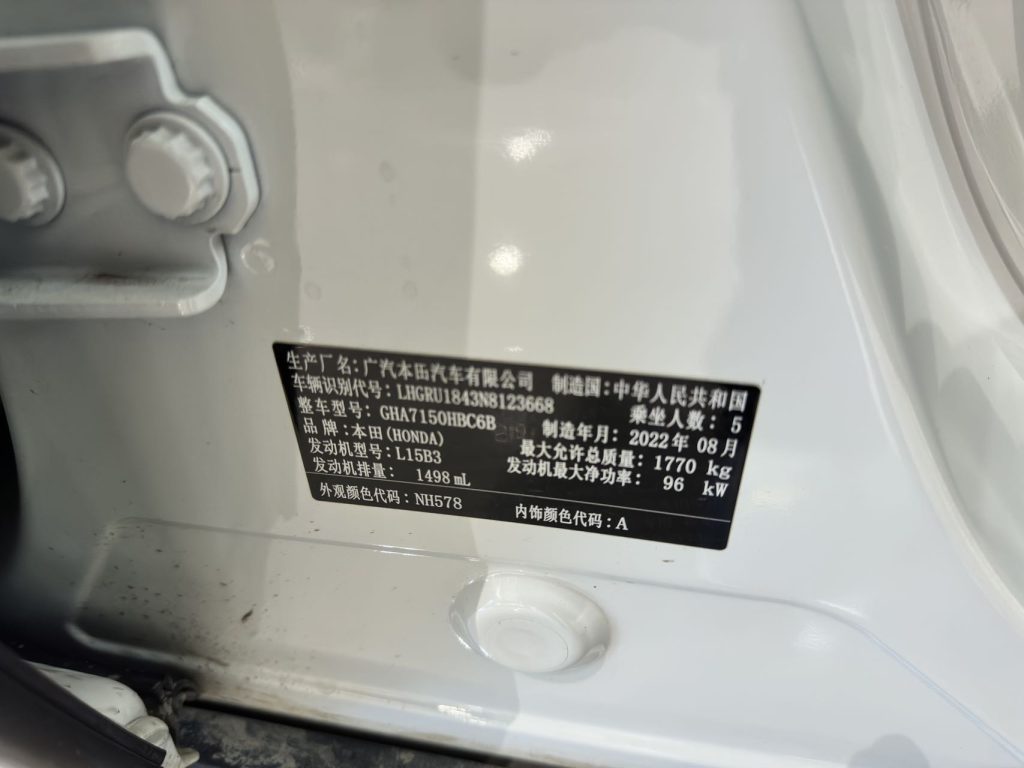 生产厂名:广汽本田汽车有限公司 制造国:中华人民共和国
车辆识别代号: LHGRU1843N8123668 乘坐人数: 5
整车型号: GHA7150HBC6B 制造年月: 2022年 08月
品 牌:本田(HONDA) 最大允许总质量: 1770 kg
发动机型号: L15B3 发动机最大净功率: 96 kW
发动机排量: 1498 mL
外观颜色代码: NH578 内饰颜色代码: A